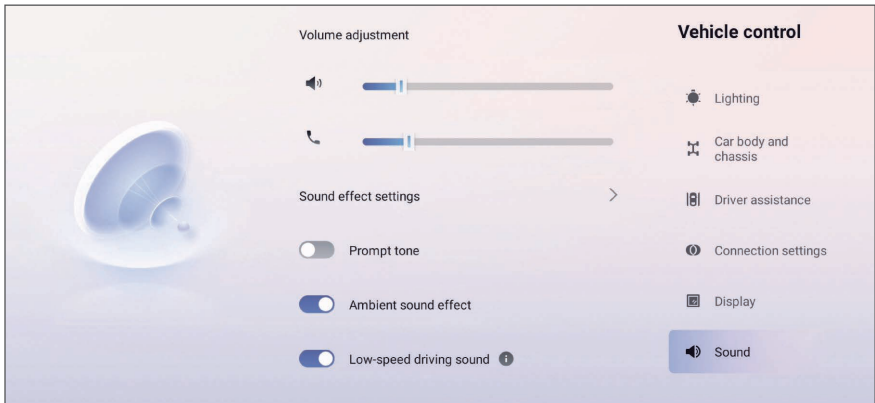 Volume adjustment
Sound effect settings
Prompt tone
Ambient sound effect
Low-speed driving sound
Vehicle control
Lighting
Car body and
chassis
Driver assistance
Connection settings
Display
Sound